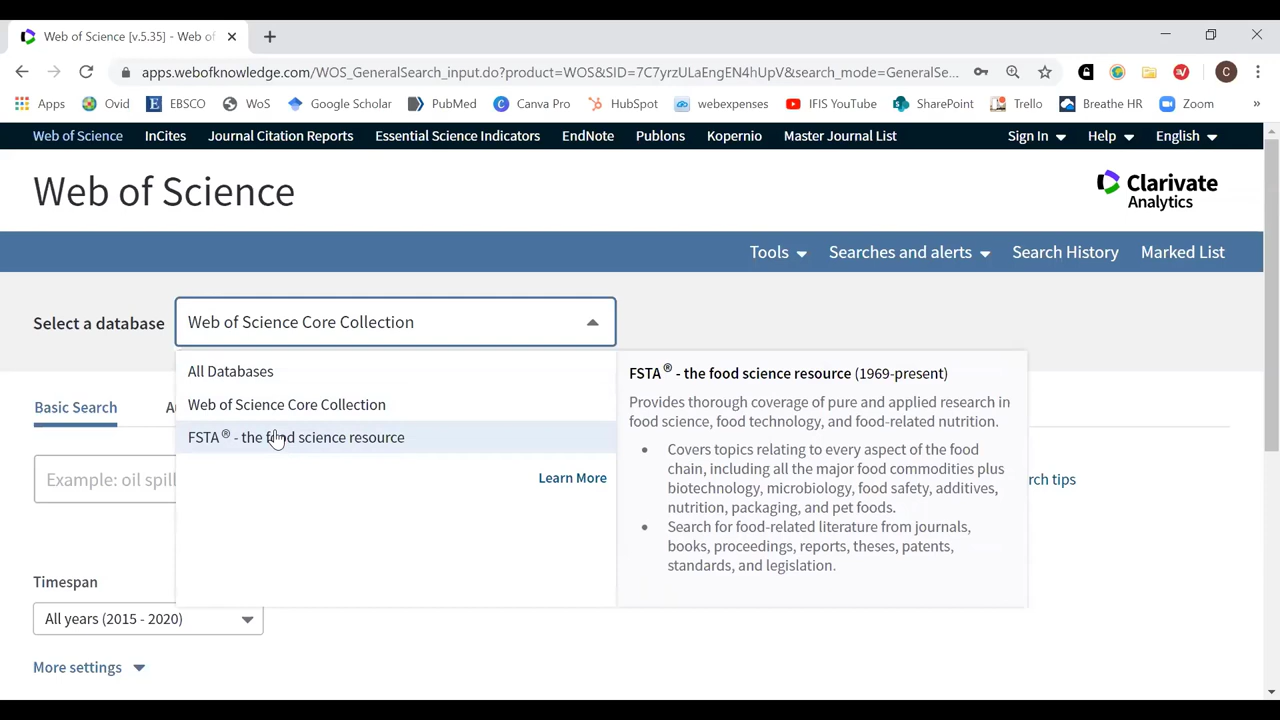 Web of Science [v.5.35] - Web of
apps.webofknowledge.com/WOS_GeneralSearch_input.do?product=WOS&SID=7C7yrzULaEngEN4hUpV&search_mode=GeneralSe...
C
Apps Ovid EBSCO WoS Google Scholar PubMed Canva Pro HubSpot webexpenses IFIS YouTube SharePoint Trello Breathe HR Zoom »
Web of Science InCites Journal Citation Reports Essential Science Indicators EndNote Publons Kopernio Master Journal List Sign In Help English
Web of Science
Clarivate
Analytics
Tools Searches and alerts Search History Marked List
Select a database Web of Science Core Collection
All Databases
Web of Science Core Collection
FSTA® - the food science resource
Learn More
FSTA® - the food science resource (1969-present)
Provides thorough coverage of pure and applied research in
food science, food technology, and food-related nutrition.
• Covers topics relating to every aspect of the food
chain, including all the major food commodities plus
biotechnology, microbiology, food safety, additives,
nutrition, packaging, and pet foods.
• Search for food-related literature from journals,
books, proceedings, reports, theses, patents,
standards, and legislation.
Basic Search A
Example: oil spill
rch tips
Timespan
All years (2015 - 2020)
More settings